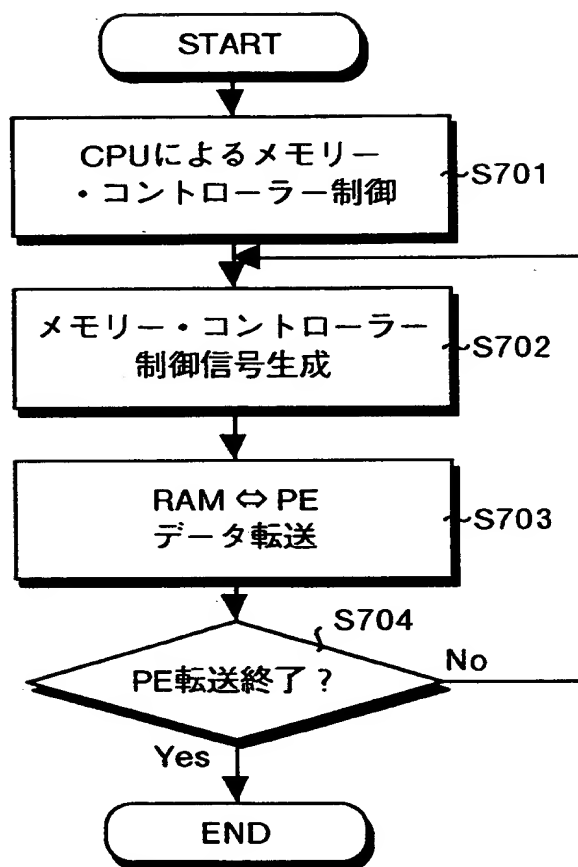 START
CPUによるメモリー
・コントローラー制御
S701
メモリー・コントローラー
制御信号生成
S702
RAM ⇔ PE
データ転送
S703
S704
PE転送終了？
No
Yes
END